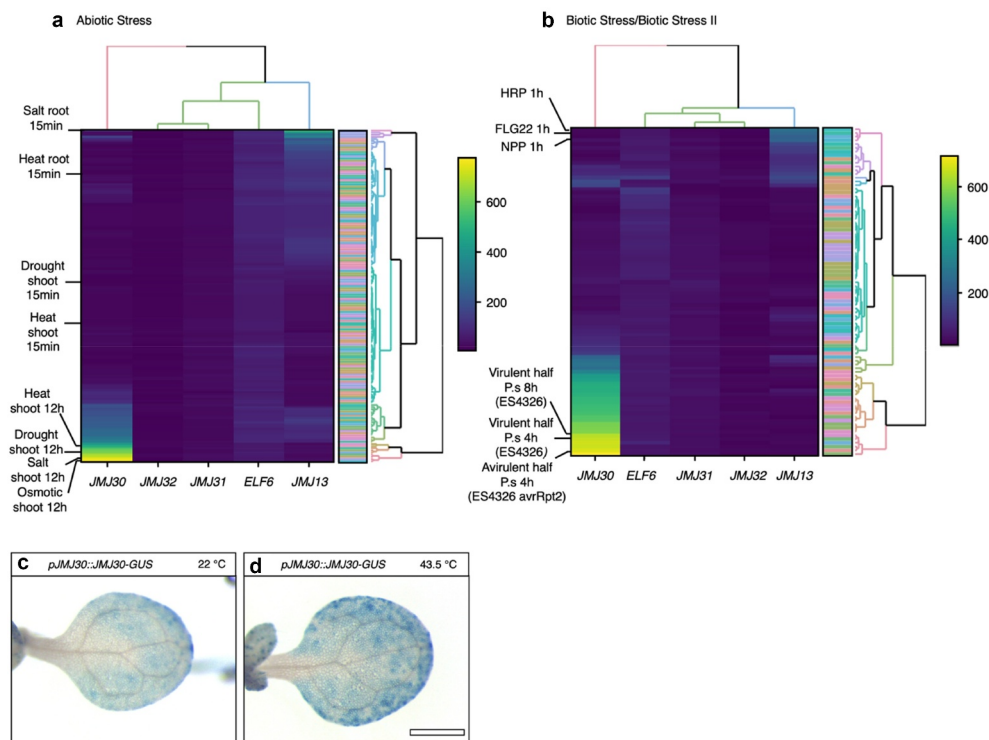 a Abiotic Stress
Salt root
15min
Heat root
15min
Drought
shoot
15min
Heat
shoot
15min
Heat
shoot 12h
Drought
shoot 12h
Salt
shoot 12h
Osmotic
shoot 12h
JMJ30 JMJ32 JMJ31 ELF6 JMJ13
600
400
200
b Biotic Stress/Biotic Stress II
HRP 1h
FLG22 1h
NPP 1h
Virulent half
P.s 8h
(ES4326)
Virulent half
P.s 4h
(ES4326)
Avirulent half
P.s 4h
(ES4326 avrRpt2)
JMJ30 ELF6 JMJ31 JMJ32 JMJ13
600
400
200
c pJMJ30::JMJ30-GUS 22 °C
d pJMJ30::JMJ30-GUS 43.5 °C